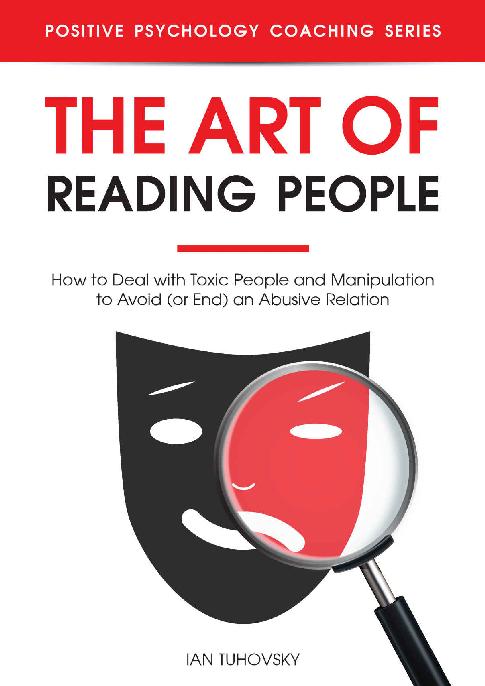 POSITIVE PSYCHOLOGY COACHING SERIES
THE ART OF
READING PEOPLE
How to Deal with Toxic People and Manipulation
to Avoid (or End) an Abusive Relation
IAN TUHOVSKY